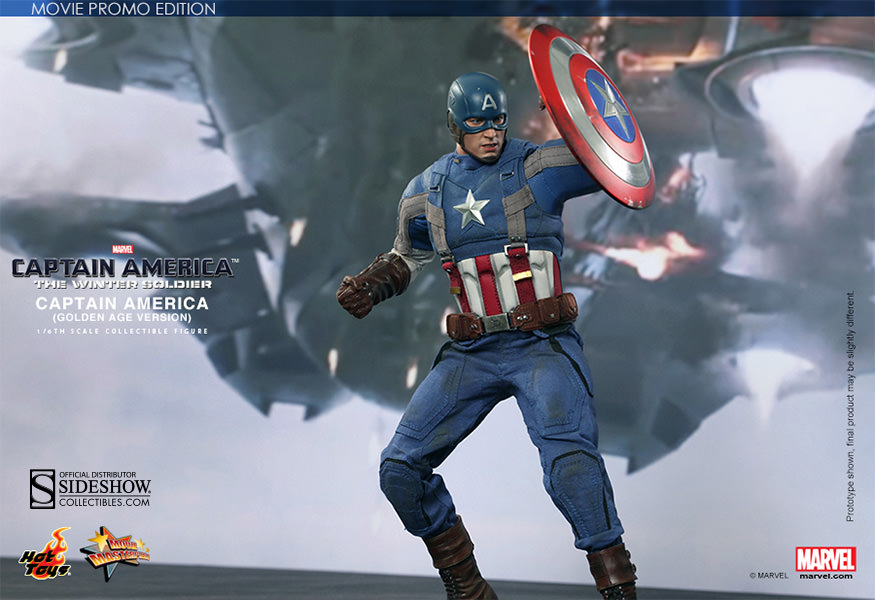 MOVIE PROMO EDITION
MARVEL
CAPTAIN AMERICA™
THE WINTER SOLDIER
CAPTAIN AMERICA
(GOLDEN AGE VERSION)
1/6TH SCALE COLLECTIBLE FIGURE
A
Prototype shown, final product may be slightly different.
S
OFFICIAL DISTRIBUTOR
SIDESHOW
COLLECTIBLES.COM
Hot Toys
MOVIE MASTERPIECE
© MARVEL
MARVEL
marvel.com